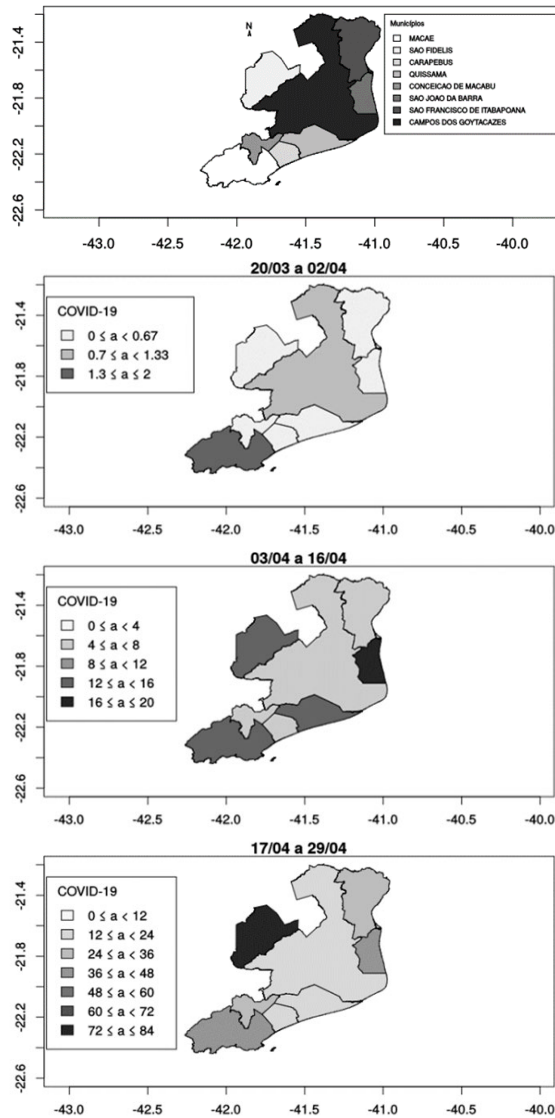 N
Municípios
MACAE
SAO FIDELIS
CARAPEBUS
QUISSAMA
CONCEICAO DE MACABU
SAO JOAO DA BARRA
SAO FRANCISCO DE ITABAPOANA
CAMPOS DOS GOYTACAZES
-21.4
-21.8
-22.2
-22.6
-43.0 -42.5 -42.0 -41.5 -41.0 -40.5 -40.0
20/03 a 02/04
COVID-19
0 ≤ a < 0.67
0.7 ≤ a < 1.33
1.3 ≤ a ≤ 2
-21.4
-21.8
-22.2
-22.6
-43.0 -42.5 -42.0 -41.5 -41.0 -40.5 -40.0
03/04 a 16/04
COVID-19
0 ≤ a < 4
4 ≤ a < 8
8 ≤ a < 12
12 ≤ a < 16
16 ≤ a ≤ 20
-21.4
-21.8
-22.2
-22.6
-43.0 -42.5 -42.0 -41.5 -41.0 -40.5 -40.0
17/04 a 29/04
COVID-19
0 ≤ a < 12
12 ≤ a < 24
24 ≤ a < 36
36 ≤ a < 48
48 ≤ a < 60
60 ≤ a < 72
72 ≤ a ≤ 84
-21.4
-21.8
-22.2
-22.6
-43.0 -42.5 -42.0 -41.5 -41.0 -40.5 -40.0